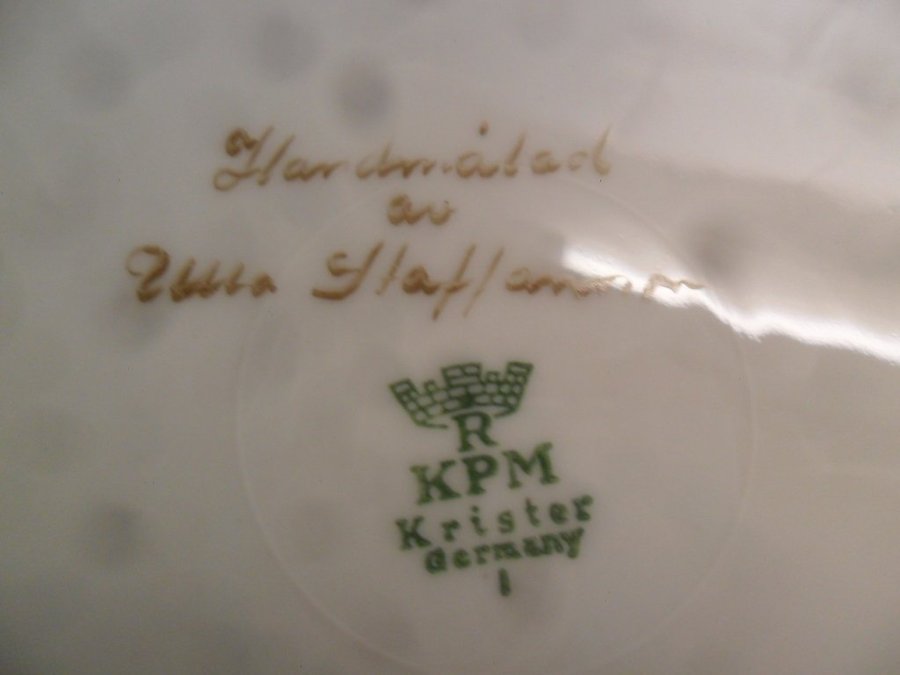 Handmålad
av
Ulla Staffansson
R
KPM
Krister
Germany
1